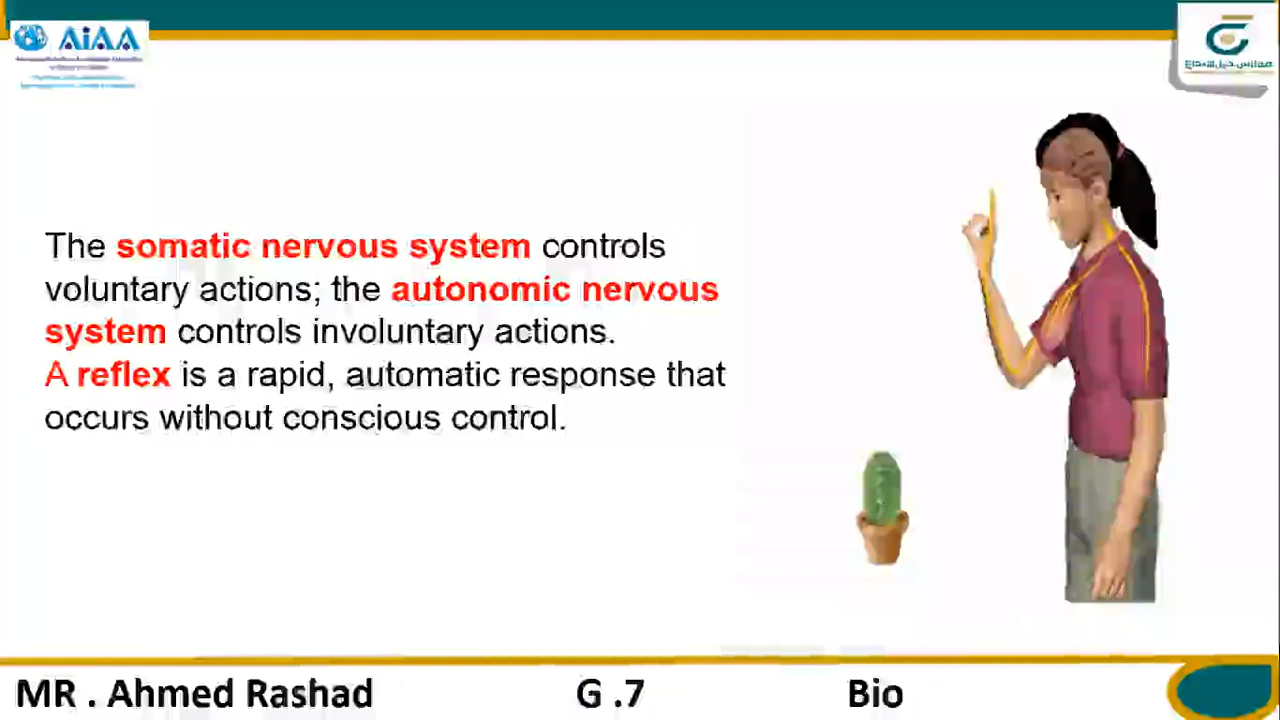 AiAA
The somatic nervous system controls
voluntary actions; the autonomic nervous
system controls involuntary actions.
A reflex is a rapid, automatic response that
occurs without conscious control.
MR . Ahmed Rashad G .7 Bio